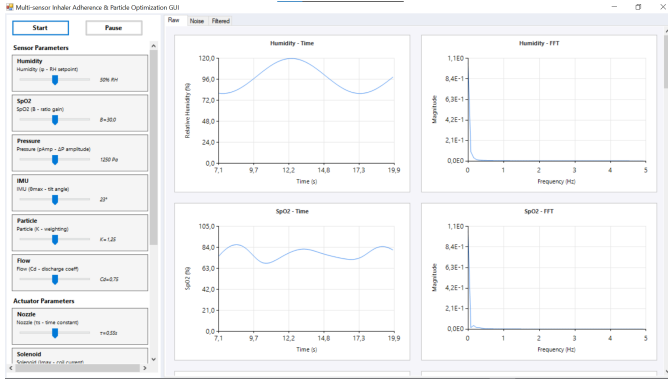 Multi-sensor Inhaler Adherence & Particle Optimization GUI
Start
Pause
Sensor Parameters
Humidity
Humidity (φ - RH setpoint)
50% RH
SpO2
SpO2 (B - ratio gain)
B=30.0
Pressure
Pressure (pAmp - ΔP amplitude)
1250 Pa
IMU
IMU (θmax - tilt angle)
23°
Particle
Particle (K - weighting)
K=1.25
Flow
Flow (Cd - discharge coeff)
Cd=0.75
Actuator Parameters
Nozzle
Nozzle (τs - time constant)
τ=0.55s
Solenoid
Solenoid (Imax - coil current)
Raw Noise Filtered
Humidity - Time
Relative Humidity (%)
120,0
96,0
72,0
48,0
24,0
0,0
7,1 9,7 12,2 14,8 17,3 19,9
Time (s)
Humidity - FFT
Magnitude
1,1E0
8,4E-1
6,3E-1
4,2E-1
2,1E-1
0,0E0
0 1 2 3 4 5
Frequency (Hz)
SpO2 - Time
SpO2 (%)
105,0
84,0
63,0
42,0
21,0
0,0
7,1 9,7 12,2 14,8 17,3 19,9
Time (s)
SpO2 - FFT
Magnitude
1,1E0
8,4E-1
6,3E-1
4,2E-1
2,1E-1
0,0E0
0 1 2 3 4 5
Frequency (Hz)